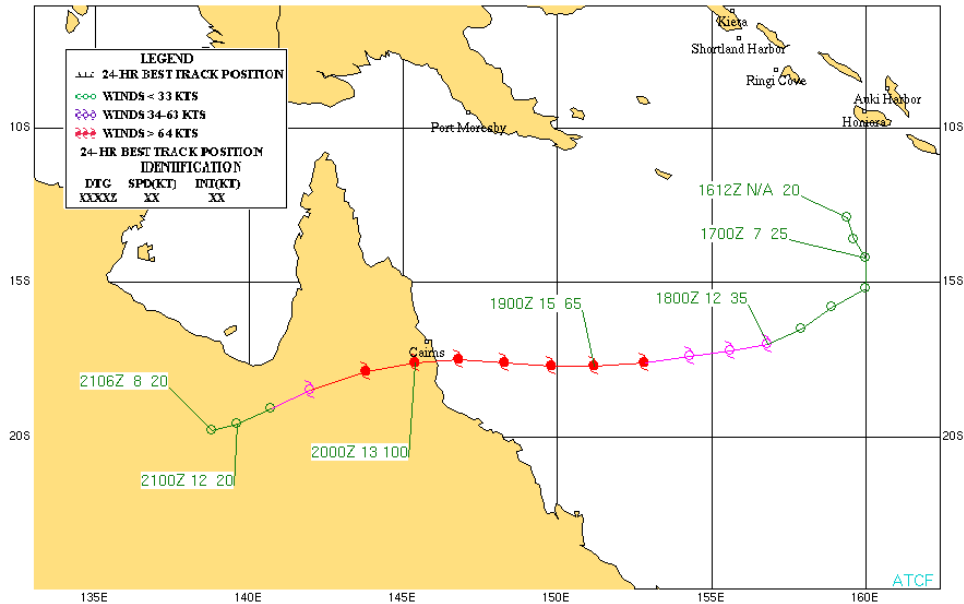 Kieta
Shortland Harbor
Ringi Cove
Auki Harbor
Honiora
Port Moresby
LEGEND
24-HR BEST TRACK POSITION
WINDS < 33 KTS
WINDS 34-63 KTS
WINDS > 64 KTS
24-HR BEST TRACK POSITION
IDENTIFICATION
DTG SPD(KT) INT(KT)
XXXXZ XX XX
10S
10S
1612Z N/A 20
1700Z 7 25
15S
15S
1800Z 12 35
1900Z 15 65
Cairns
2106Z 8 20
20S
20S
2000Z 13 100
2100Z 12 20
ATCF
135E
140E
145E
150E
155E
160E